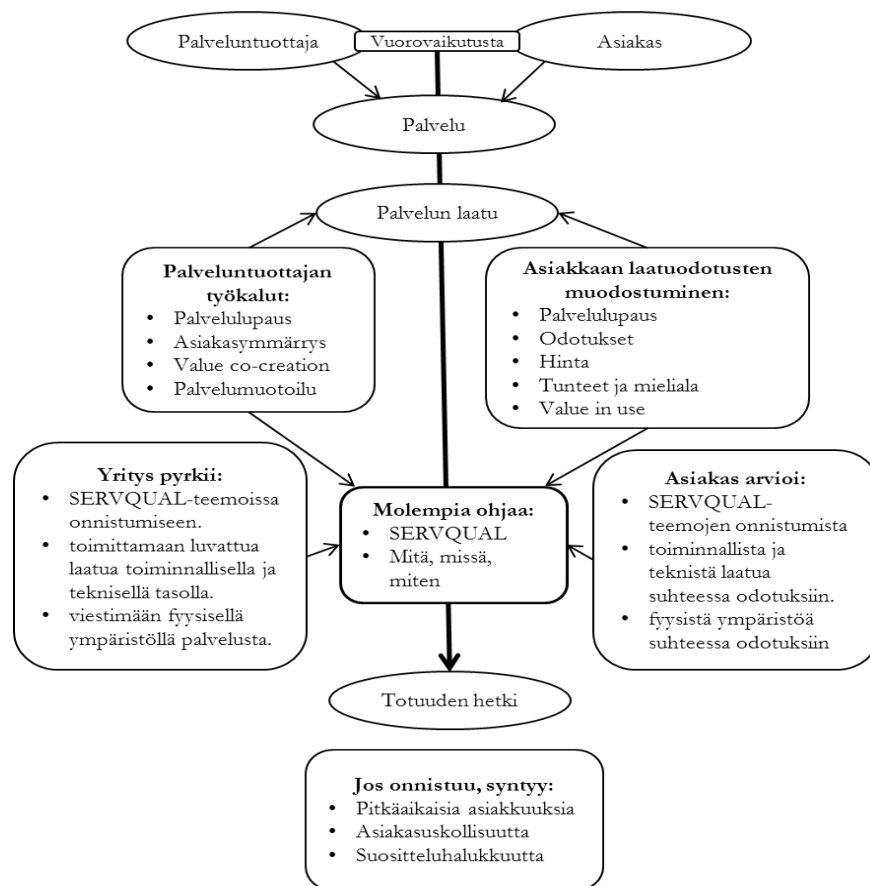 Palveluntuottaja
Vuorovaikutusta
Asiakas
Palvelu
Palvelun laatu
Palveluntuottajan
työkalut:
• Palvelulupaus
• Asiakasymmärrys
• Value co-creation
• Palvelumuotoilu
Asiakkaan laatuodotusten
muodostuminen:
• Palvelulupaus
• Odotukset
• Hinta
• Tunteet ja mieliala
• Value in use
Yritys pyrkii:
• SERVQUAL-teemoissa
onnistumiseen.
• toimittamaan luvattua
laatua toiminnallisella ja
teknisellä tasolla.
• viestimään fyysisellä
ympäristöllä palvelusta.
Molempia ohjaa:
• SERVQUAL
• Mitä, missä,
miten
Asiakas arvioi:
• SERVQUAL-
teemojen onnistumista
• toiminnallista ja
teknistä laatua
suhteessa odotuksiin.
• fyysistä ympäristöä
suhteessa odotuksiin
Totuuden hetki
Jos onnistuu, syntyy:
• Pitkäaikaisia asiakkuuksia
• Asiakasuskollisuutta
• Suositteluhalukkuutta